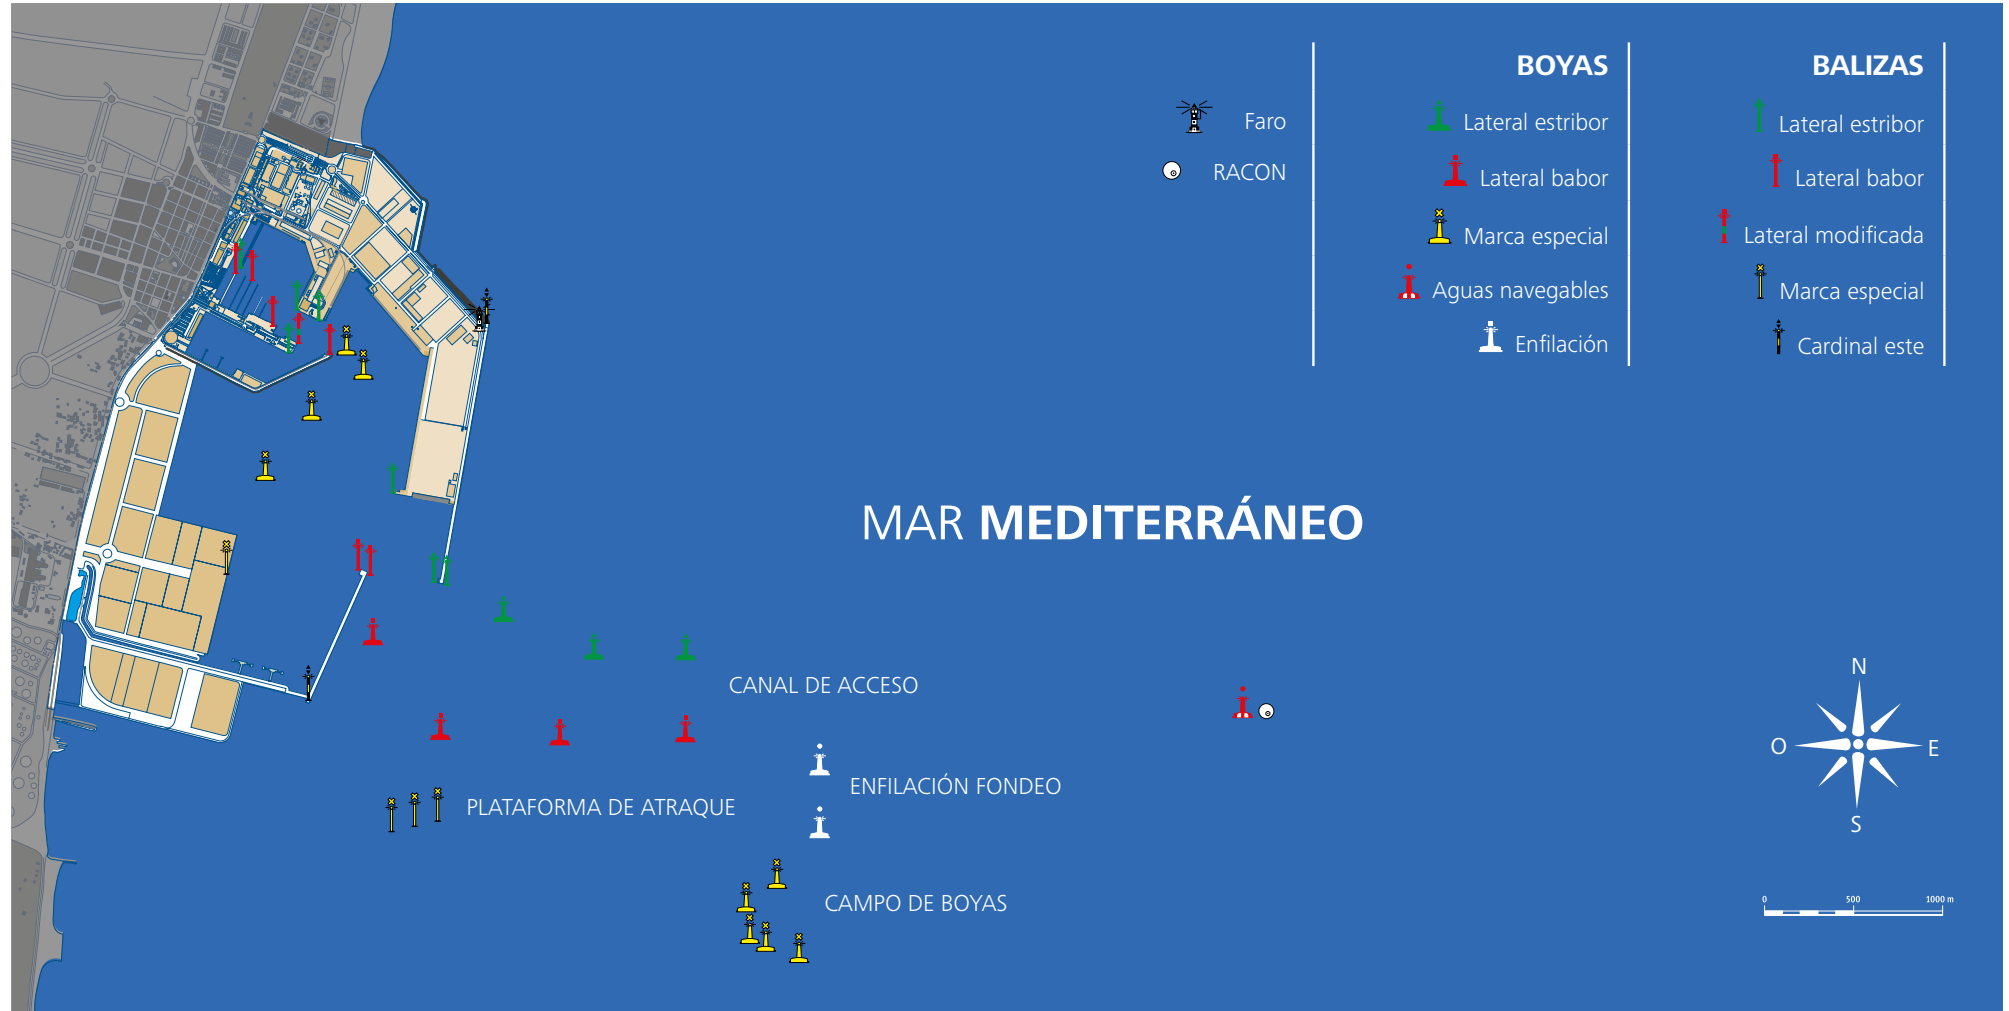 Faro
RACON
BOYAS
Lateral estribor
Lateral babor
Marca especial
Aguas navegables
Enfilación
BALIZAS
Lateral estribor
Lateral babor
Lateral modificada
Marca especial
Cardinal este
MAR MEDITERRÁNEO
CANAL DE ACCESO
ENFILACIÓN FONDEO
PLATAFORMA DE ATRAQUE
CAMPO DE BOYAS
N
O
E
S
0 500 1000 m